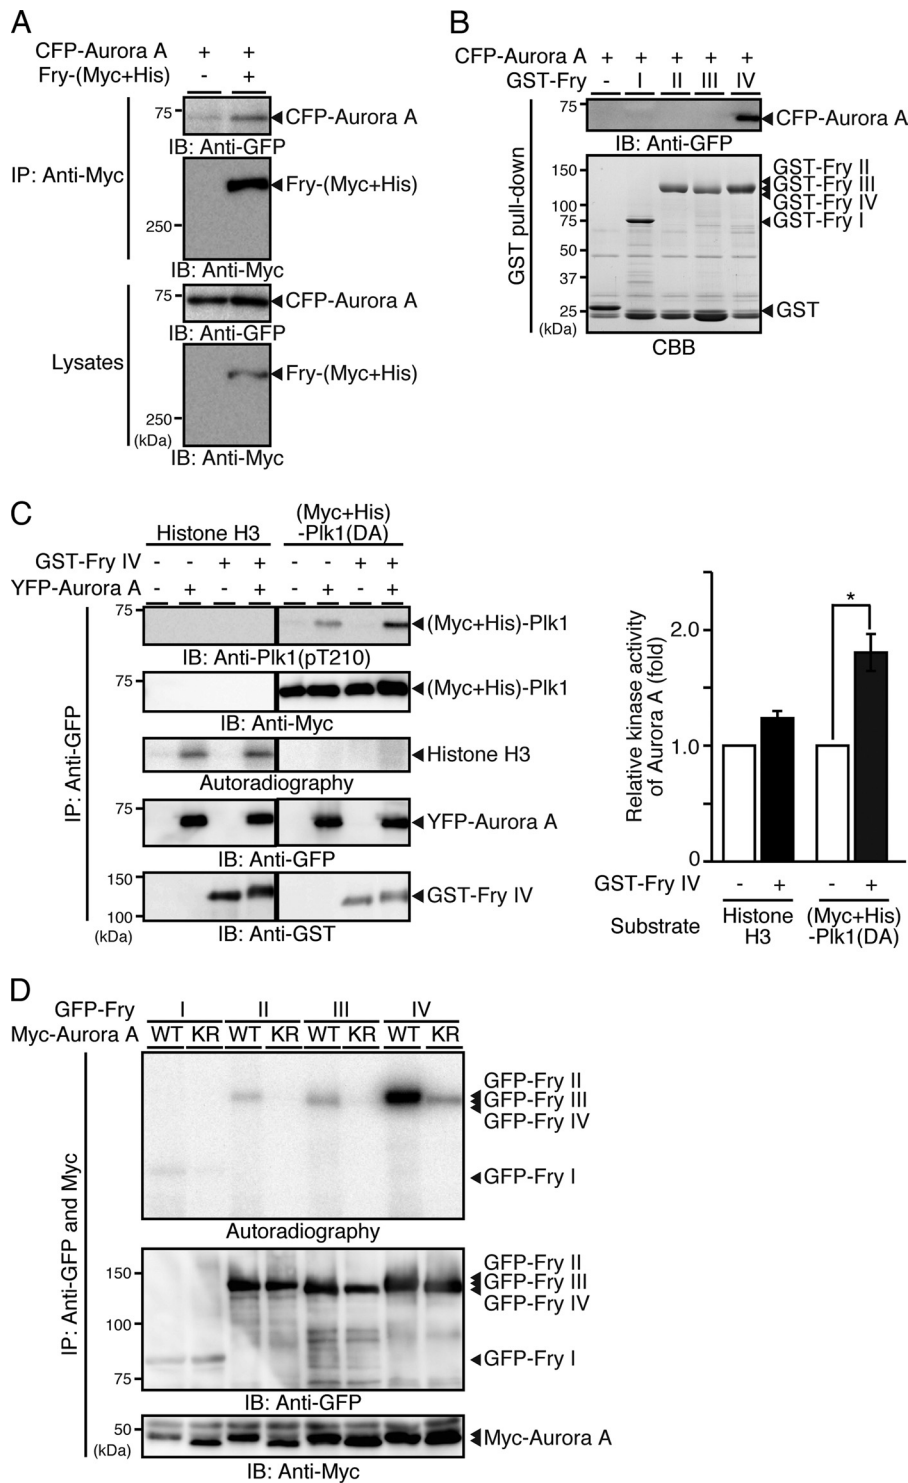 A
CFP-Aurora A + +
Fry-(Myc+His) - +
IP: Anti-Myc
75
CFP-Aurora A
IB: Anti-GFP
Fry-(Myc+His)
250
IB: Anti-Myc
Lysates
75
CFP-Aurora A
IB: Anti-GFP
Fry-(Myc+His)
250
(kDa)
IB: Anti-Myc
B
CFP-Aurora A + + + + +
GST-Fry - I II III IV
GST pull-down
75
CFP-Aurora A
IB: Anti-GFP
150
100
75
50
37
25
(kDa)
GST-Fry II
GST-Fry III
GST-Fry IV
GST-Fry I
GST
CBB
C
Histone H3
(Myc+His)
-Plk1(DA)
GST-Fry IV - - + + - - + +
YFP-Aurora A - + - + - + - +
IP: Anti-GFP
75
(Myc+His)-Plk1
IB: Anti-Plk1(pT210)
75
(Myc+His)-Plk1
IB: Anti-Myc
Histone H3
Autoradiography
75
YFP-Aurora A
IB: Anti-GFP
150
100
(kDa)
GST-Fry IV
IB: Anti-GST
Relative kinase activity
of Aurora A (fold)
2.0
1.0
0
*
GST-Fry IV - + - +
Substrate
Histone
H3
(Myc+His)
-Plk1(DA)
D
GFP-Fry I II III IV
Myc-Aurora A WT KR WT KR WT KR WT KR
IP: Anti-GFP and Myc
GFP-Fry II
GFP-Fry III
GFP-Fry IV
GFP-Fry I
Autoradiography
150
100
75
GFP-Fry II
GFP-Fry III
GFP-Fry IV
GFP-Fry I
IB: Anti-GFP
50
(kDa)
Myc-Aurora A
IB: Anti-Myc